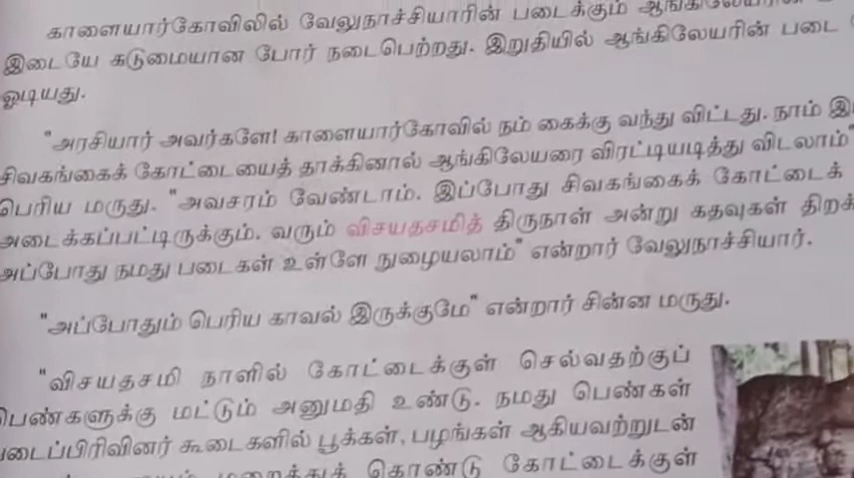 காளையார்கோவிலில் வேலுநாச்சியாரின் படைக்கும் ஆங்கிலேயரின்
இடையே கடுமையான போர் நடைபெற்றது. இறுதியில் ஆங்கிலேயரின் படை
ஓடியது.
"அரசியார் அவர்களே! காளையார்கோவில் நம் கைக்கு வந்து விட்டது. நாம்
சிவகங்கைக் கோட்டையைத் தாக்கினால் ஆங்கிலேயரை விரட்டியடித்து விடலாம்"
பெரிய மருது. "அவசரம் வேண்டாம். இப்போது சிவகங்கைக் கோட்டைக்
அடைக்கப்பட்டிருக்கும். வரும் விசயதசமித் திருநாள் அன்று கதவுகள்
அப்போது நமது படைகள் உள்ளே நுழையலாம்" என்றார் வேலுநாச்சியார்.
"அப்போதும் பெரிய காவல் இருக்குமே" என்றார் சின்ன மருது.
"விசயதசமி நாளில் கோட்டைக்குள் செல்வதற்குப்
பெண்களுக்கு மட்டும் அனுமதி உண்டு. நமது பெண்கள்
படைப்பிரிவினர் கூடைகளில் பூக்கள், பழங்கள் ஆகியவற்றுடன்
மறைத்துக் கொண்டு கோட்டைக்குள்